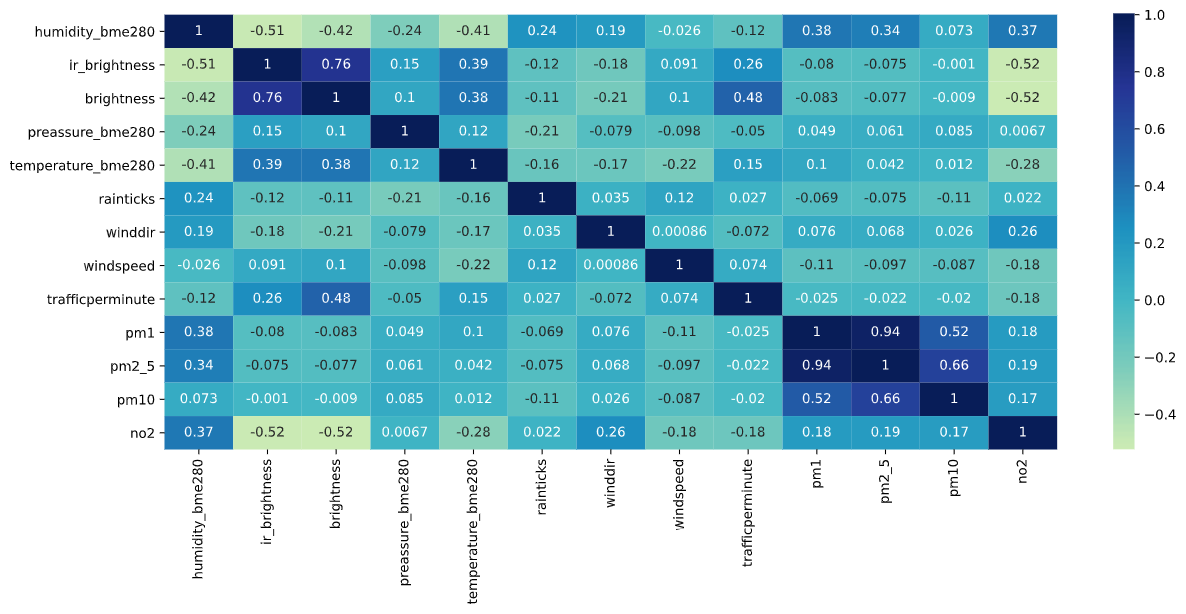 humidity_bme280 1 -0.51 -0.42 -0.24 -0.41 0.24 0.19 -0.026 -0.12 0.38 0.34 0.073 0.37
ir_brightness -0.51 1 0.76 0.15 0.39 -0.12 -0.18 0.091 0.26 -0.08 -0.075 -0.001 -0.52
brightness -0.42 0.76 1 0.1 0.38 -0.11 -0.21 0.1 0.48 -0.083 -0.077 -0.009 -0.52
preassure_bme280 -0.24 0.15 0.1 1 0.12 -0.21 -0.079 -0.098 -0.05 0.049 0.061 0.085 0.0067
temperature_bme280 -0.41 0.39 0.38 0.12 1 -0.16 -0.17 -0.22 0.15 0.1 0.042 0.012 -0.28
rainticks 0.24 -0.12 -0.11 -0.21 -0.16 1 0.035 0.12 0.027 -0.069 -0.075 -0.11 0.022
winddir 0.19 -0.18 -0.21 -0.079 -0.17 0.035 1 0.00086 -0.072 0.076 0.068 0.026 0.26
windspeed -0.026 0.091 0.1 -0.098 -0.22 0.12 0.00086 1 0.074 -0.11 -0.097 -0.087 -0.18
trafficperminute -0.12 0.26 0.48 -0.05 0.15 0.027 -0.072 0.074 1 -0.025 -0.022 -0.02 -0.18
pm1 0.38 -0.08 -0.083 0.049 0.1 -0.069 0.076 -0.11 -0.025 1 0.94 0.52 0.18
pm2_5 0.34 -0.075 -0.077 0.061 0.042 -0.075 0.068 -0.097 -0.022 0.94 1 0.66 0.19
pm10 0.073 -0.001 -0.009 0.085 0.012 -0.11 0.026 -0.087 -0.02 0.52 0.66 1 0.17
no2 0.37 -0.52 -0.52 0.0067 -0.28 0.022 0.26 -0.18 -0.18 0.18 0.19 0.17 1
humidity_bme280
ir_brightness
brightness
preassure_bme280
temperature_bme280
rainticks
winddir
windspeed
trafficperminute
pm1
pm2_5
pm10
no2
1.0
0.8
0.6
0.4
0.2
0.0
−0.2
−0.4